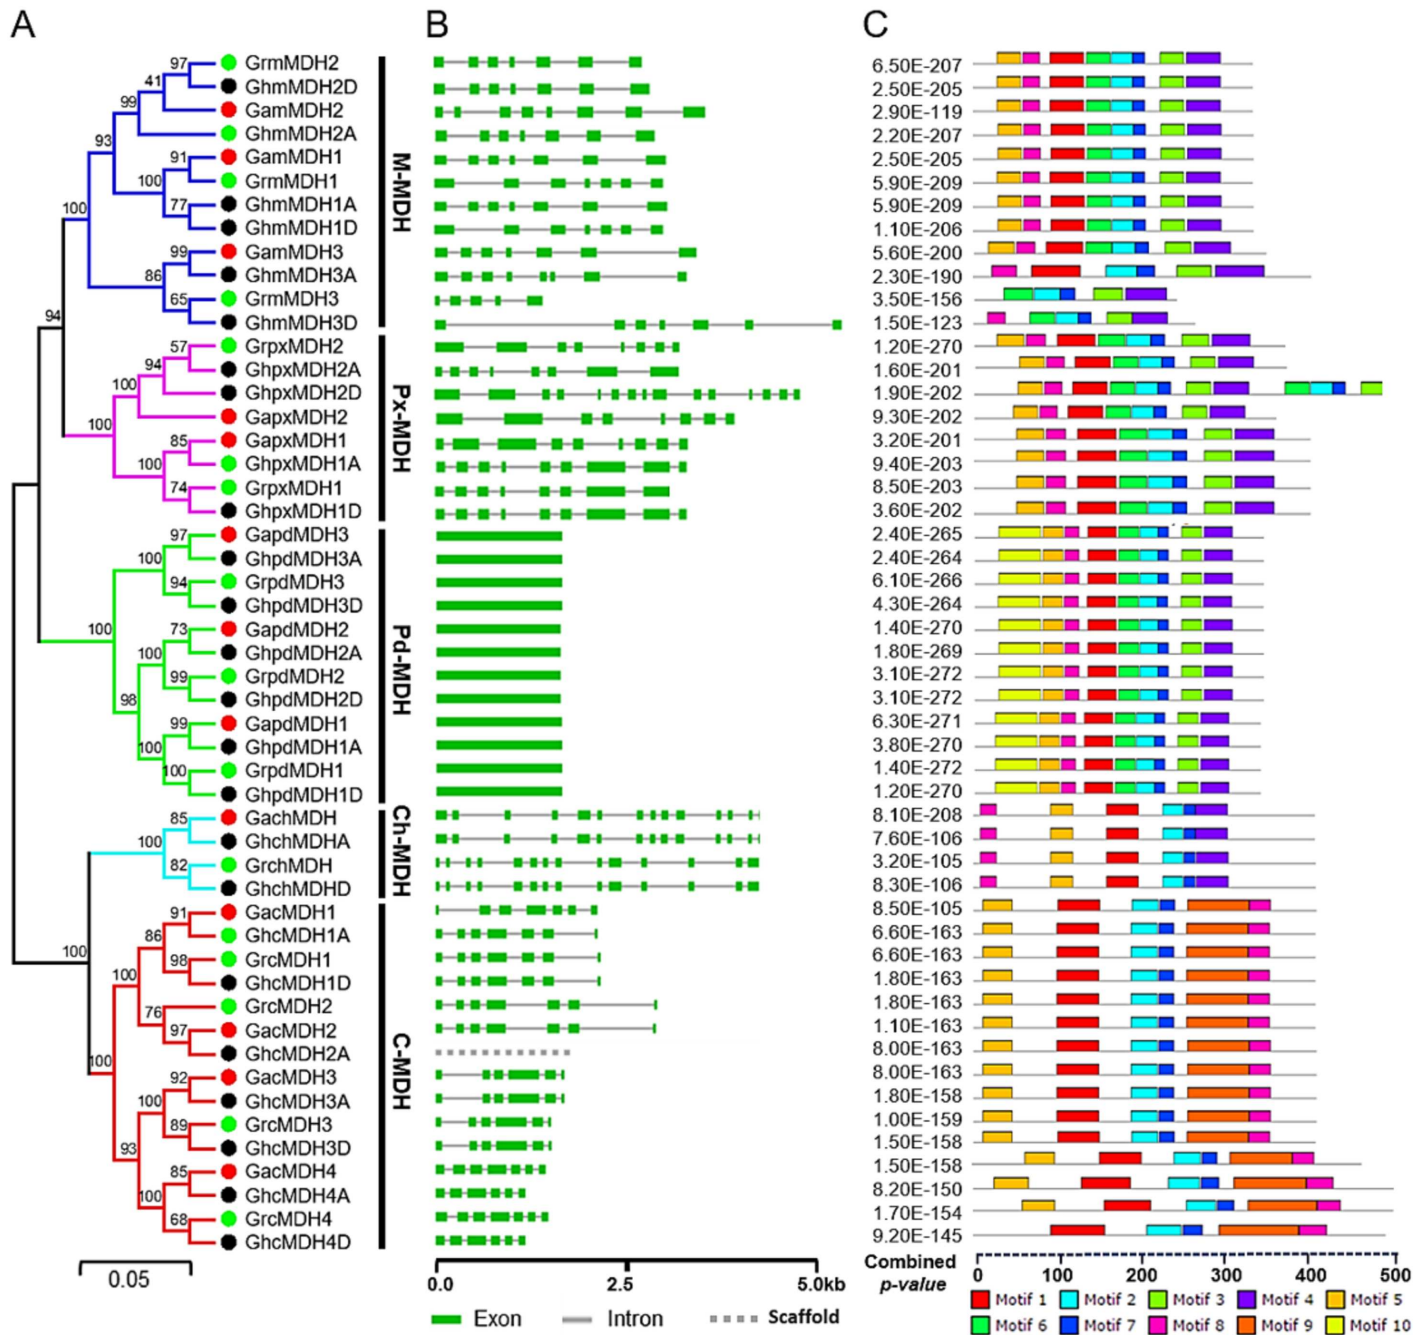 A B C
97 GrmMDH2 6.50E-207
41 GhmMDH2D 2.50E-205
99 GamMDH2 2.90E-119
93 GhmMDH2A 2.20E-207
91 GamMDH1 2.50E-205
100 GrmMDH1 5.90E-209
77 GhmMDH1A 5.90E-209
100 GhmMDH1D 1.10E-206
99 GamMDH3 5.60E-200
86 GhmMDH3A 2.30E-190
65 GrmMDH3 3.50E-156
94 GhmMDH3D 1.50E-123
M-MDH
57 GrpxMDH2 1.20E-270
94 GhpxMDH2A 1.60E-201
100 GhpxMDH2D 1.90E-202
100 GapxMDH2 9.30E-202
85 GapxMDH1 3.20E-201
100 GhpxMDH1A 9.40E-203
74 GrpxMDH1 8.50E-203
GhpxMDH1D 3.60E-202
Px-MDH
97 GapdMDH3 2.40E-265
100 GhpdMDH3A 2.40E-264
94 GrpdMDH3 6.10E-266
GhpdMDH3D 4.30E-264
100 73 GapdMDH2 1.40E-270
100 GhpdMDH2A 1.80E-269
99 GrpdMDH2 3.10E-272
98 GhpdMDH2D 3.10E-272
99 GapdMDH1 6.30E-271
100 GhpdMDH1A 3.80E-270
100 GrpdMDH1 1.40E-272
GhpdMDH1D 1.20E-270
Pd-MDH
85 GachMDH 8.10E-208
100 GhchMDHA 7.60E-106
82 GrchMDH 3.20E-105
GhchMDHD 8.30E-106
Ch-MDH
91 GacMDH1 8.50E-105
86 GhcMDH1A 6.60E-163
100 98 GrcMDH1 6.60E-163
100 GhcMDH1D 1.80E-163
76 GrcMDH2 1.80E-163
97 GacMDH2 1.10E-163
100 GhcMDH2A 8.00E-163
92 GacMDH3 8.00E-163
100 GhcMDH3A 1.80E-158
89 GrcMDH3 1.00E-159
93 GhcMDH3D 1.50E-158
85 GacMDH4 1.50E-158
100 GhcMDH4A 8.20E-150
68 GrcMDH4 1.70E-154
GhcMDH4D 9.20E-145
C-MDH
0.05
0.0 2.5 5.0kb
Exon Intron Scaffold
Combined
p-value
0 100 200 300 400 500
Motif 1 Motif 2 Motif 3 Motif 4 Motif 5
Motif 6 Motif 7 Motif 8 Motif 9 Motif 10